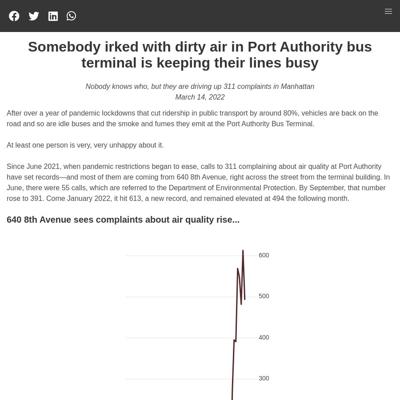 Somebody irked with dirty air in Port Authority bus
terminal is keeping their lines busy
Nobody knows who, but they are driving up 311 complaints in Manhattan
March 14, 2022
After over a year of pandemic lockdowns that cut ridership in public transport by around 80%, vehicles are back on the
road and so are idle buses and the smoke and fumes they emit at the Port Authority Bus Terminal.
At least one person is very, very unhappy about it.
Since June 2021, when pandemic restrictions began to ease, calls to 311 complaining about air quality at Port Authority
have set records—and most of them are coming from 640 8th Avenue, right across the street from the terminal building. In
June, there were 55 calls, which are referred to the Department of Environmental Protection. By September, that number
rose to 391. Come January 2022, it hit 613, a new record, and remained elevated at 494 the following month.
640 8th Avenue sees complaints about air quality rise...
600
500
400
300